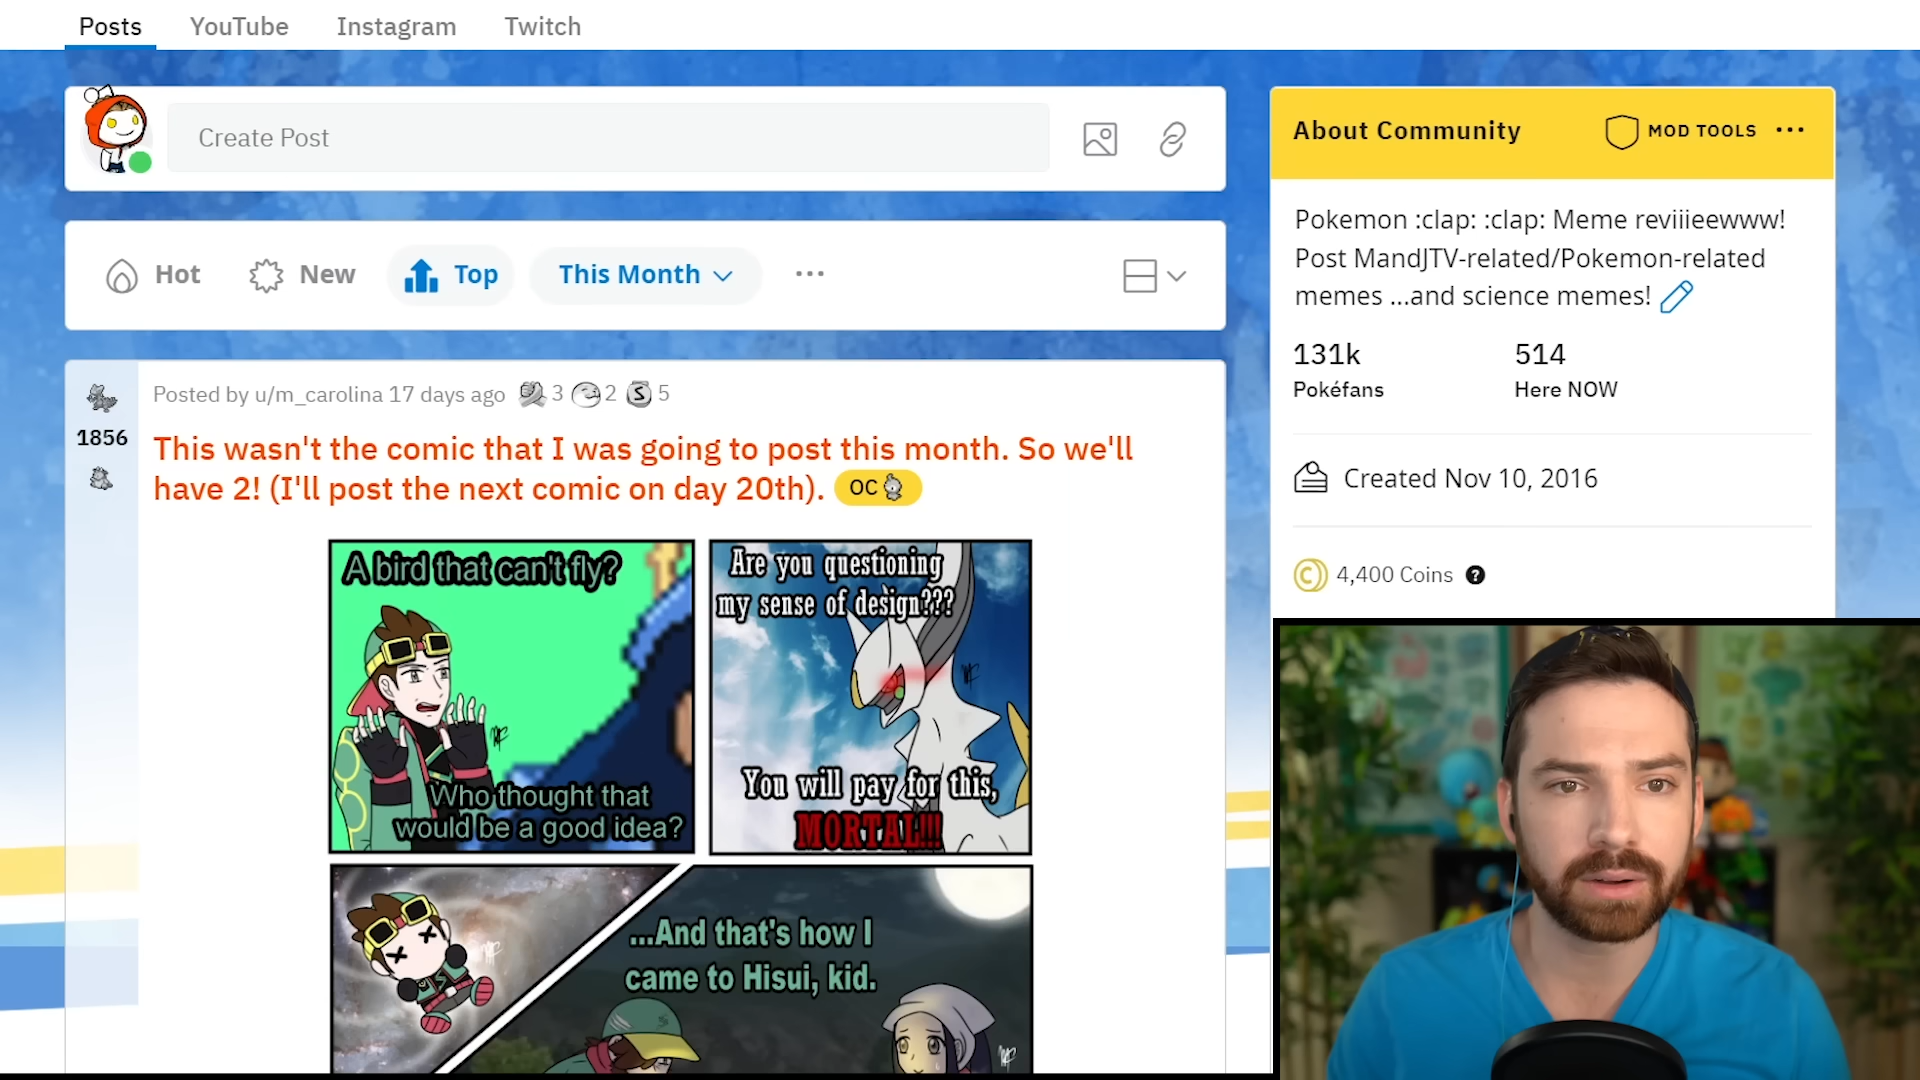 Posts YouTube Instagram Twitch
Create Post
Hot New Top This Month
1856
Posted by u/m_carolina 17 days ago 3 2 5
This wasn't the comic that I was going to post this month. So we'll
have 2! (I'll post the next comic on day 20th). OC
A bird that can't fly?
Who thought that
would be a good idea?
Are you questioning
my sense of design???
You will pay for this,
MORTAL!!!
...And that's how I
came to Hisui, kid.
About Community MOD TOOLS
Pokemon :clap: :clap: Meme reviiieewww!
Post MandJTV-related/Pokemon-related
memes ...and science memes!
131k 514
Pokéfans Here NOW
Created Nov 10, 2016
4,400 Coins ?